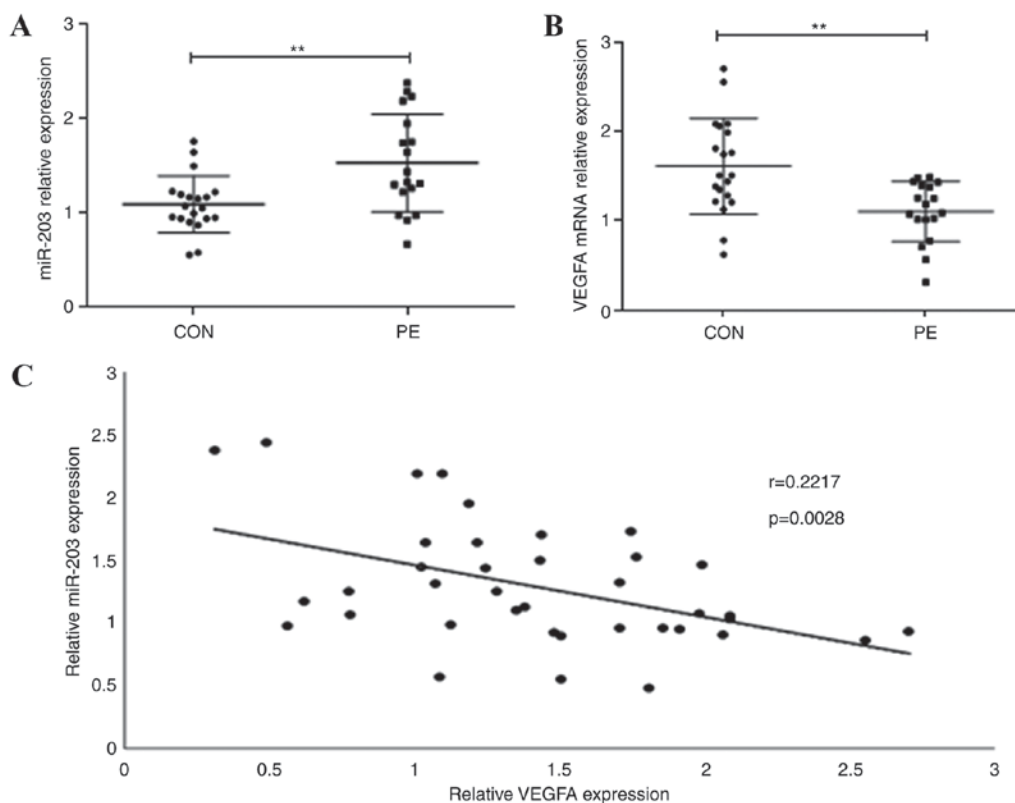 A
miR-203 relative expression
3
2
1
0
**
CON
PE
B
VEGFA mRNA relative expression
3
2
1
0
**
CON
PE
C
Relative miR-203 expression
3
2.5
2
1.5
1
0.5
0
r=0.2217
p=0.0028
0
0.5
1
1.5
2
2.5
3
Relative VEGFA expression